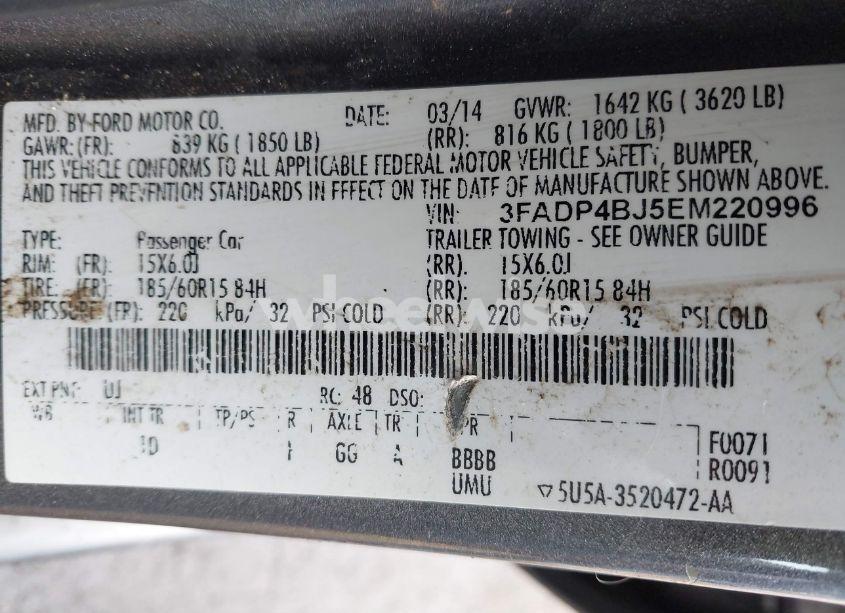 MFD. BY FORD MOTOR CO. DATE: 03/14 GVWR: 1642 KG ( 3620 LB)
GAWR: (FR): 839 KG ( 1850 LB) (RR): 816 KG ( 1800 LB)
THIS VEHICLE CONFORMS TO ALL APPLICABLE FEDERAL MOTOR VEHICLE SAFETY, BUMPER,
AND THEFT PREVENTION STANDARDS IN EFFECT ON THE DATE OF MANUFACTURE SHOWN ABOVE.
VIN: 3FADP4BJ5EM220996
TYPE: Passenger Car TRAILER TOWING - SEE OWNER GUIDE
RIM: (FR): 15X6.0J (RR): 15X6.0J
TIRE: (FR): 185/60R15 84H (RR): 185/60R15 84H
PRESSURE (FR): 220 kPa/ 32 PSI COLD (RR): 220 kPa/ 32 PSI COLD
EXT PNT: UJ RC: 48 DSO:
WB INT TR TP/PS R AXLE TR SPR
JD I GG A BBBB
UMU
F0071
R0091
5U5A-3520472-AA